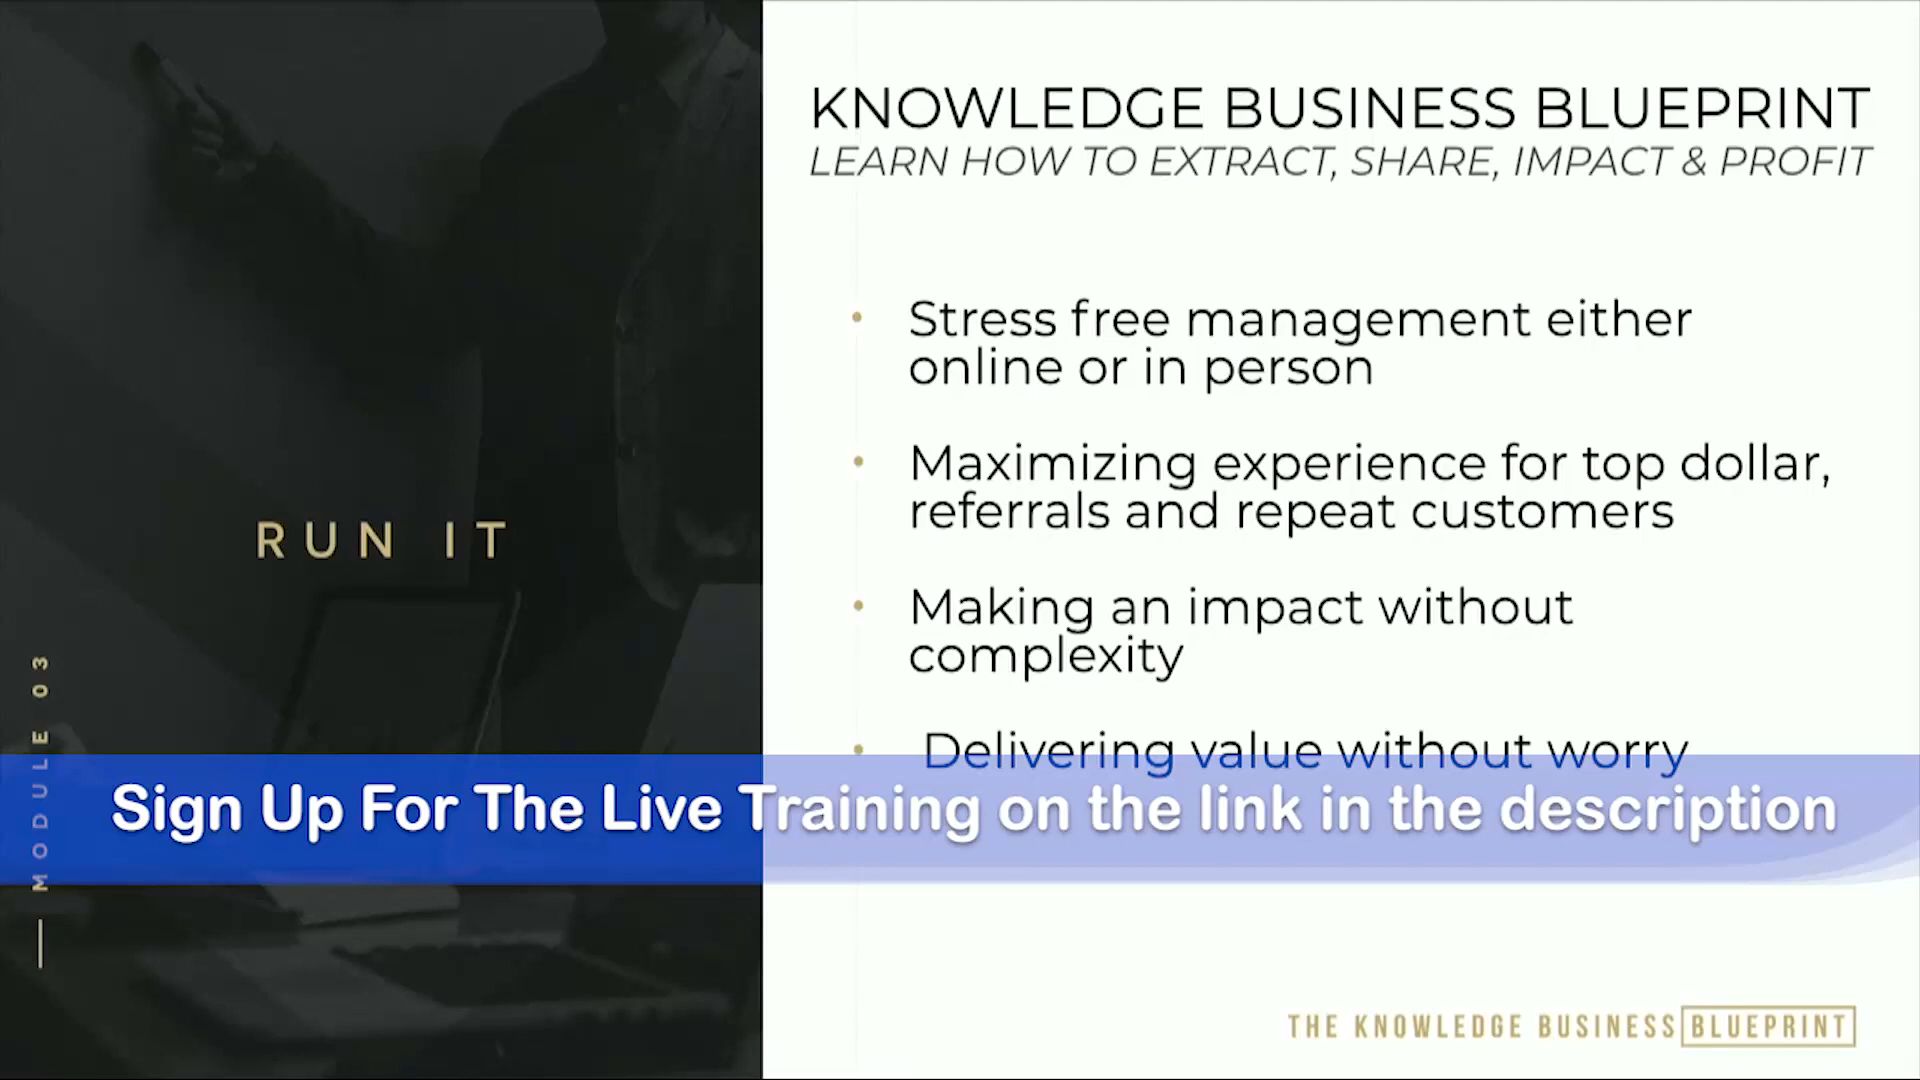 KNOWLEDGE BUSINESS BLUEPRINT
LEARN HOW TO EXTRACT, SHARE, IMPACT & PROFIT
• Stress free management either
online or in person
• Maximizing experience for top dollar,
referrals and repeat customers
• Making an impact without
complexity
• Delivering value without worry
RUN IT
MODULE 03
Sign Up For The Live Training on the link in the description
THE KNOWLEDGE BUSINESS BLUEPRINT